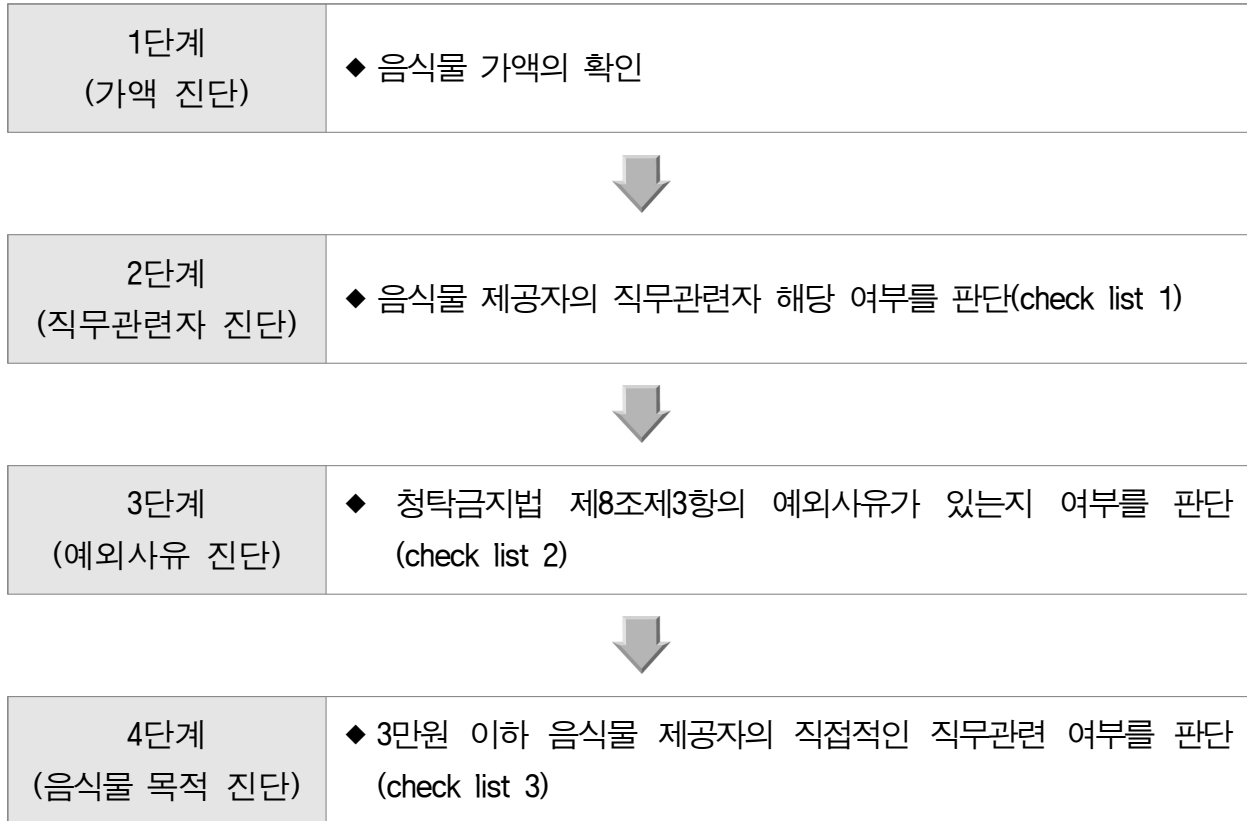 1단계
(가액 진단)
◆ 음식물 가액의 확인
2단계
(직무관련자 진단)
◆ 음식물 제공자의 직무관련자 해당 여부를 판단(check list 1)
3단계
(예외사유 진단)
◆ 청탁금지법 제8조제3항의 예외사유가 있는지 여부를 판단
(check list 2)
4단계
(음식물 목적 진단)
◆ 3만원 이하 음식물 제공자의 직접적인 직무관련 여부를 판단
(check list 3)